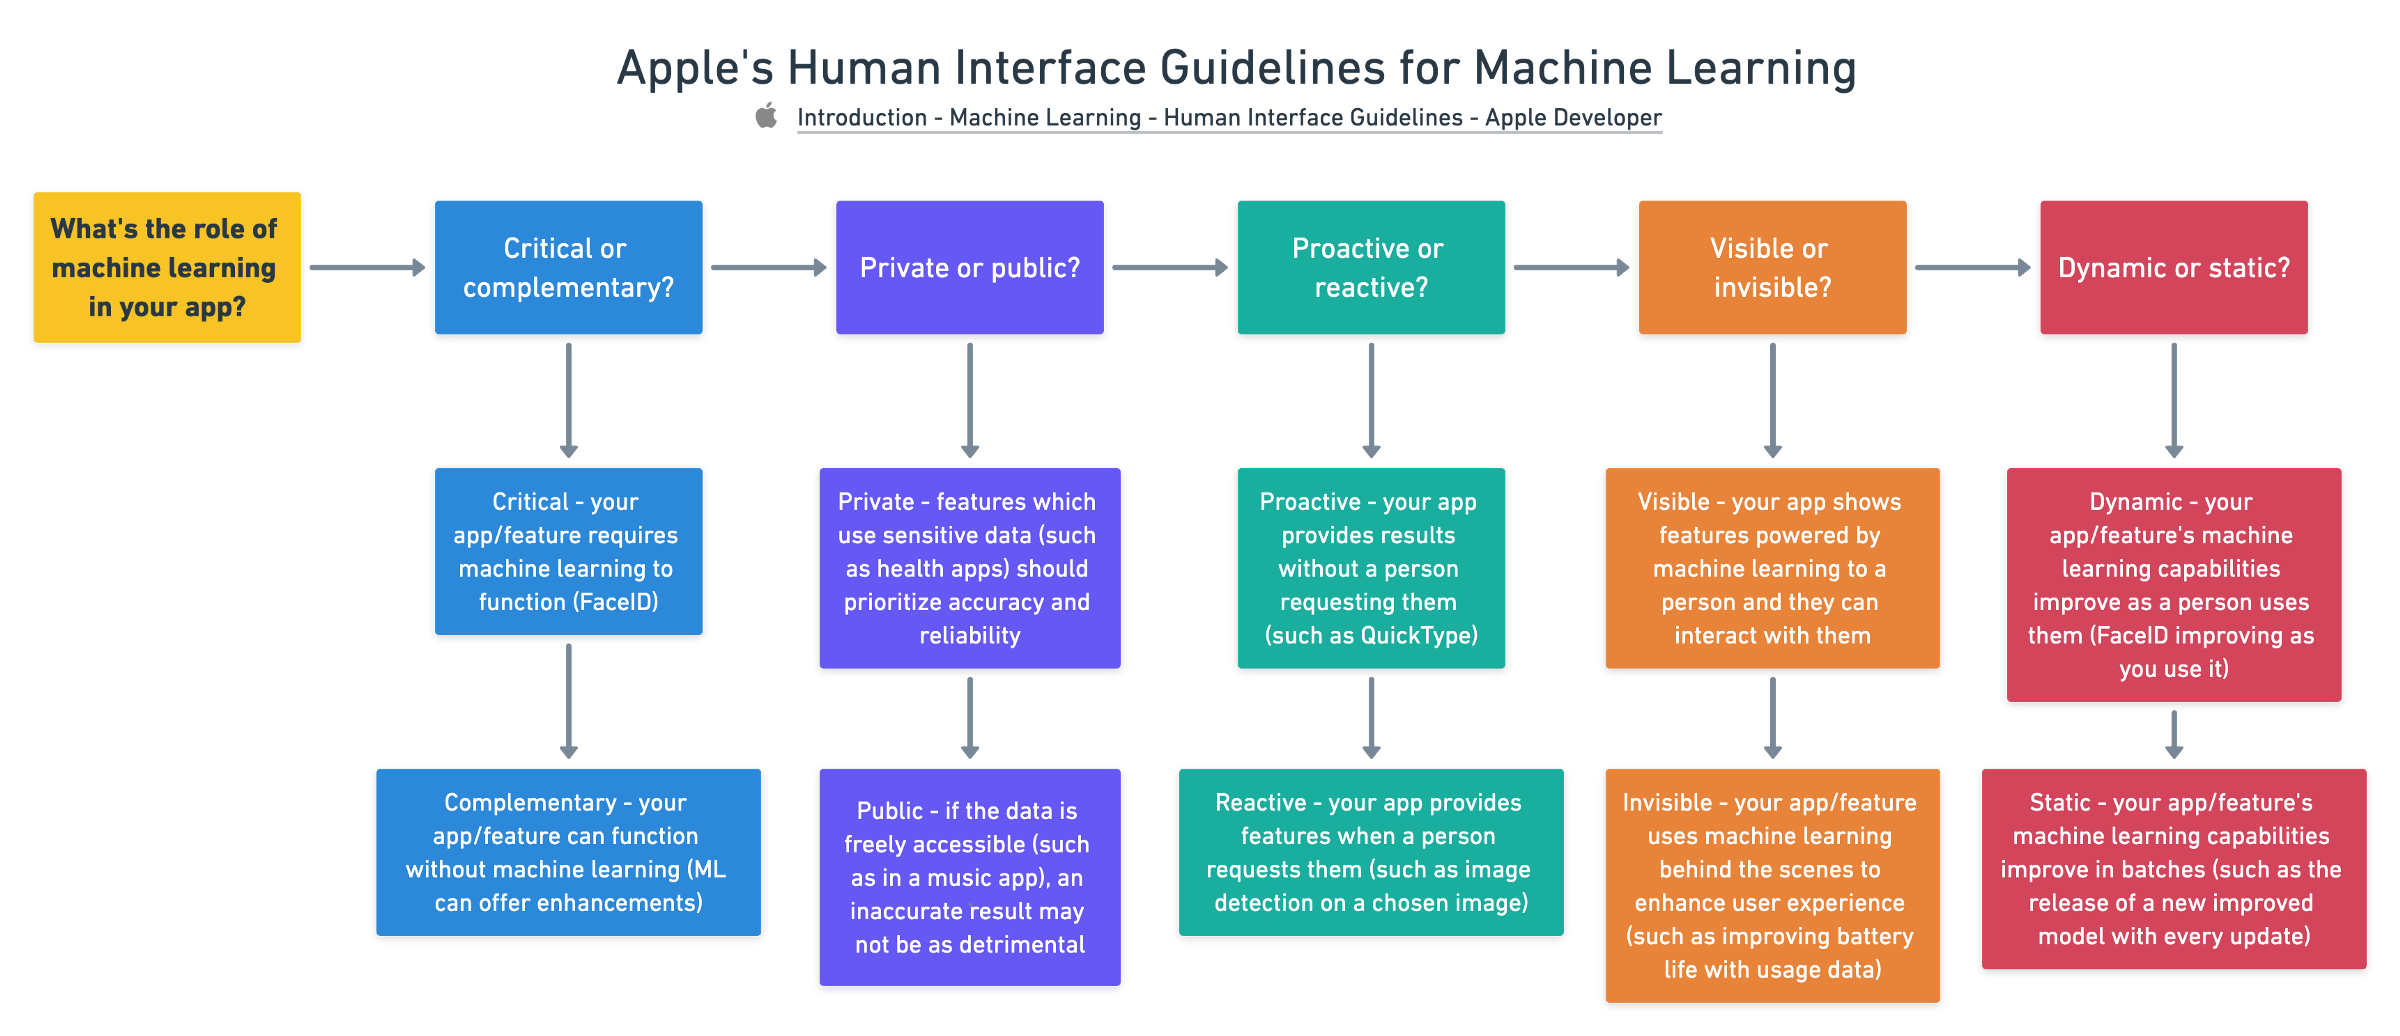 Apple's Human Interface Guidelines for Machine Learning
Introduction - Machine Learning - Human Interface Guidelines - Apple Developer
What's the role of
machine learning
in your app?
Critical or
complementary?
Private or public?
Proactive or
reactive?
Visible or
invisible?
Dynamic or static?
Critical - your
app/feature requires
machine learning to
function (FaceID)
Private - features which
use sensitive data (such
as health apps) should
prioritize accuracy and
reliability
Proactive - your app
provides results
without a person
requesting them
(such as QuickType)
Visible - your app shows
features powered by
machine learning to a
person and they can
interact with them
Dynamic - your
app/feature's machine
learning capabilities
improve as a person uses
them (FaceID improving as
you use it)
Complementary - your
app/feature can function
without machine learning (ML
can offer enhancements)
Public - if the data is
freely accessible (such
as in a music app), an
inaccurate result may
not be as detrimental
Reactive - your app provides
features when a person
requests them (such as image
detection on a chosen image)
Invisible - your app/feature
uses machine learning
behind the scenes to
enhance user experience
(such as improving battery
life with usage data)
Static - your app/feature's
machine learning capabilities
improve in batches (such as the
release of a new improved
model with every update)